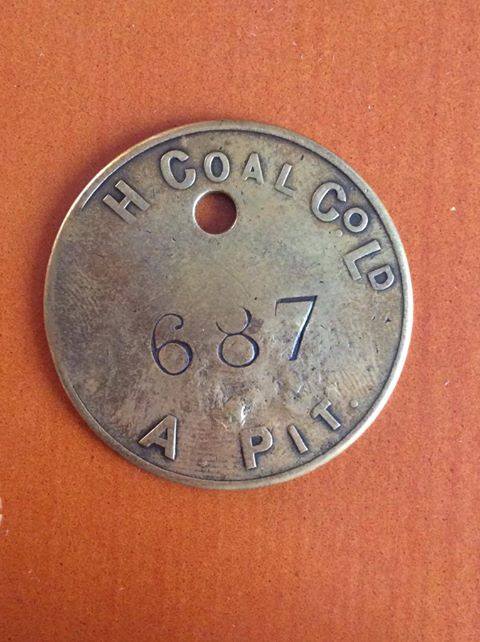 H COAL CO. LD
687
A PIT.